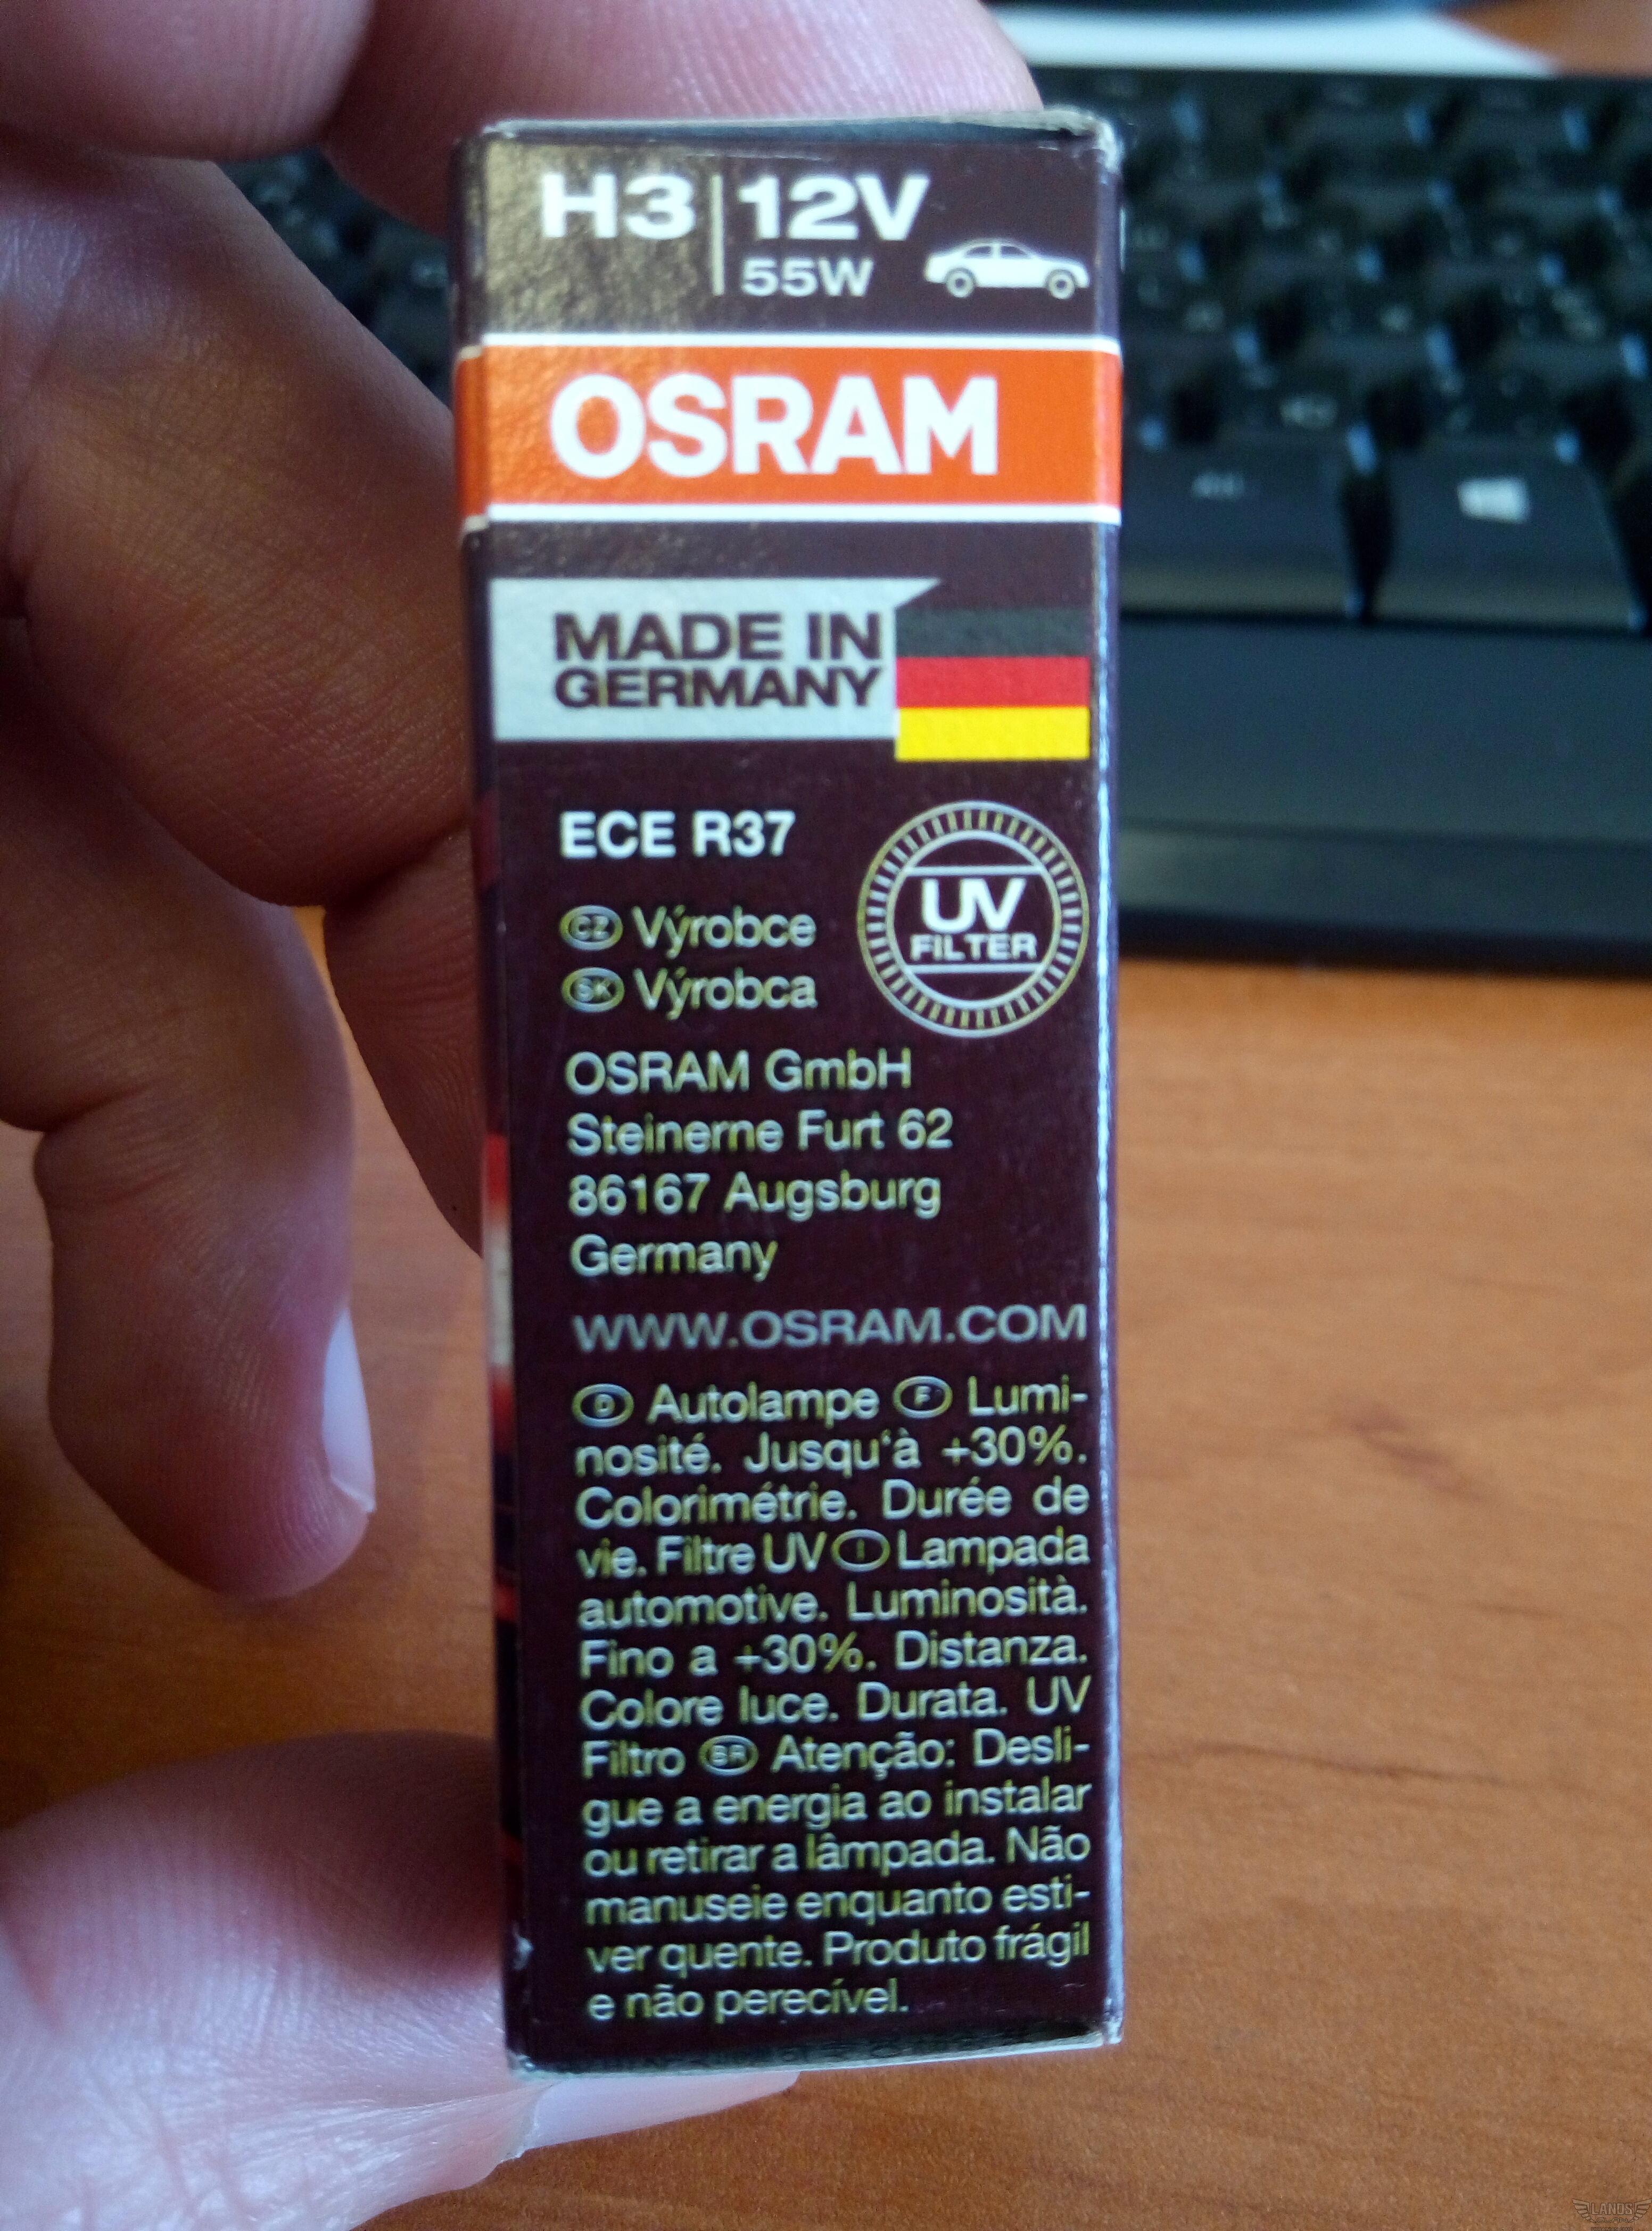 H3 12V
55W
OSRAM
MADE IN
GERMANY
ECE R37
UV
FILTER
CZ Výrobce
SK Výrobca
OSRAM GmbH
Steinerne Furt 62
86167 Augsburg
Germany
WWW.OSRAM.COM
D Autolampe F Lumi-
nosité. Jusqu‘à +30%.
Colorimétrie. Durée de
vie. Filtre UV I Lampada
automotive. Luminosità.
Fino a +30%. Distanza.
Colore luce. Durata. UV
Filtro BR Atenção: Desli-
gue a energia ao instalar
ou retirar a lâmpada. Não
manuseie enquanto esti-
ver quente. Produto frágil
e não perecível.
Alt
LANOS